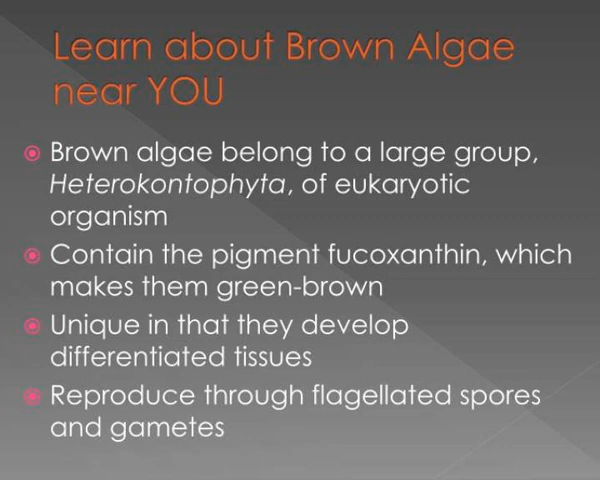 Learn about Brown Algae
near YOU
Brown algae belong to a large group,
Heterokontophyta, of eukaryotic
organism
Contain the pigment fucoxanthin, which
makes them green-brown
Unique in that they develop
differentiated tissues
Reproduce through flagellated spores
and gametes